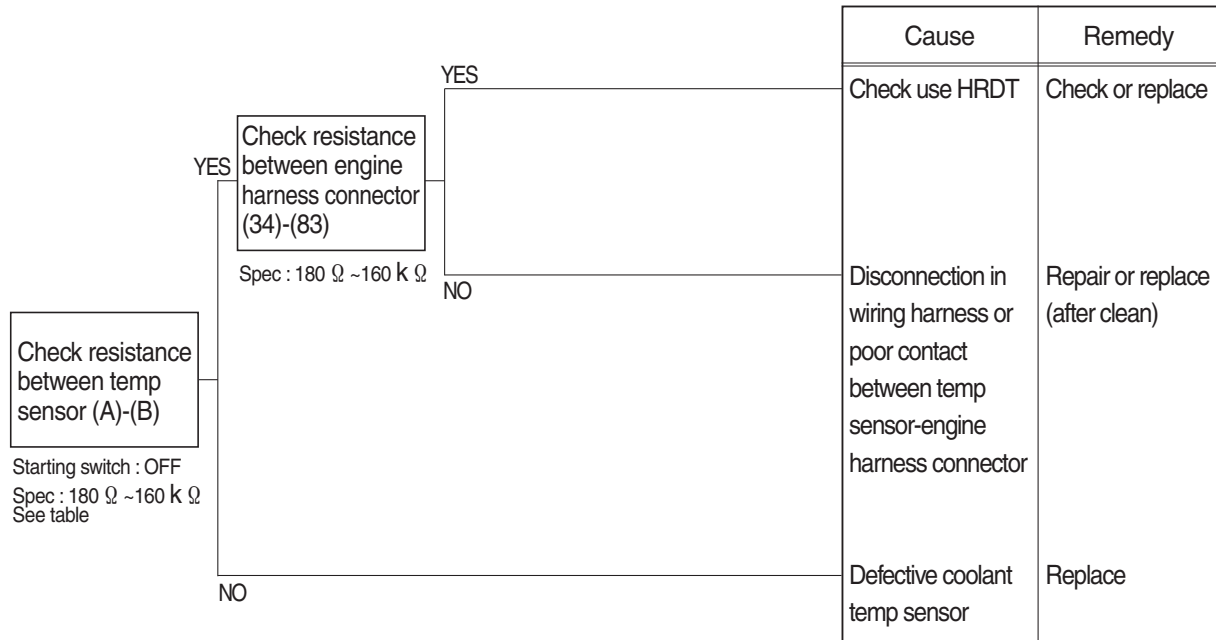 Cause
Remedy
YES
Check use HRDT
Check or replace
Check resistance
between engine
harness connector
(34)-(83)
YES
Spec : 180 Ω ~160 k Ω
NO
Disconnection in
wiring harness or
poor contact
between temp
sensor-engine
harness connector
Repair or replace
(after clean)
Check resistance
between temp
sensor (A)-(B)
Starting switch : OFF
Spec : 180 Ω ~160 k Ω
See table
NO
Defective coolant
temp sensor
Replace